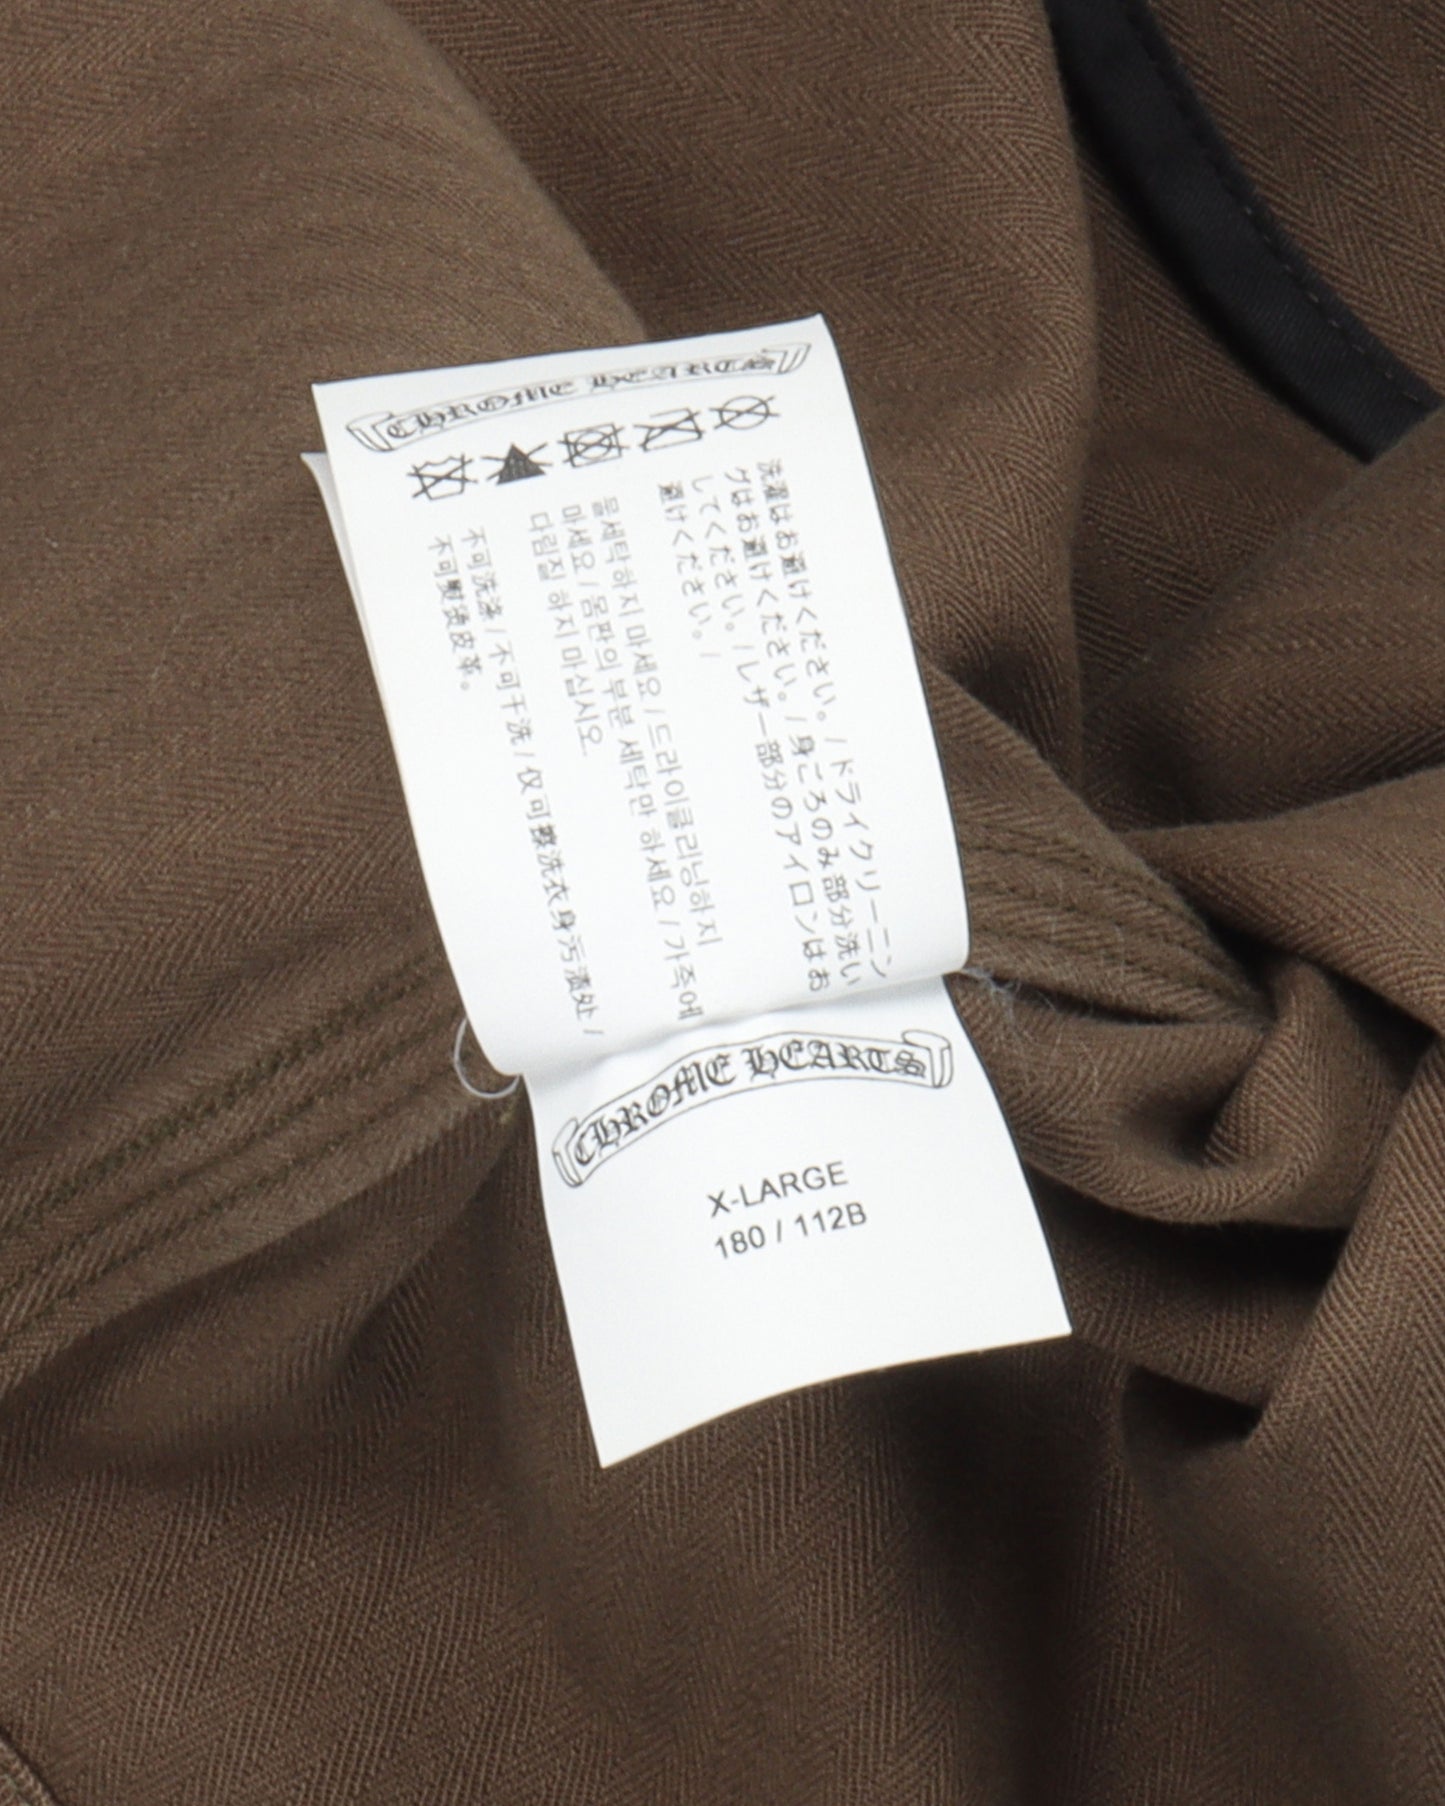 CHROME HEARTS
洗濯はお避けください。/ドライクリーニン
グはお避けください。/身ごろのみ部分洗い
してください。/レザー部分のアイロンはお
避けください。/
물세탁하지 마세요/드라이클리닝하지
마세요/몸판의 부분 세탁만 하세요/가죽에
다림질 하지 마십시오.
不可洗涤/不可干洗/仅可擦洗衣身污渍处/
不可熨烫皮革。
CHROME HEARTS
X-LARGE
180 / 112B